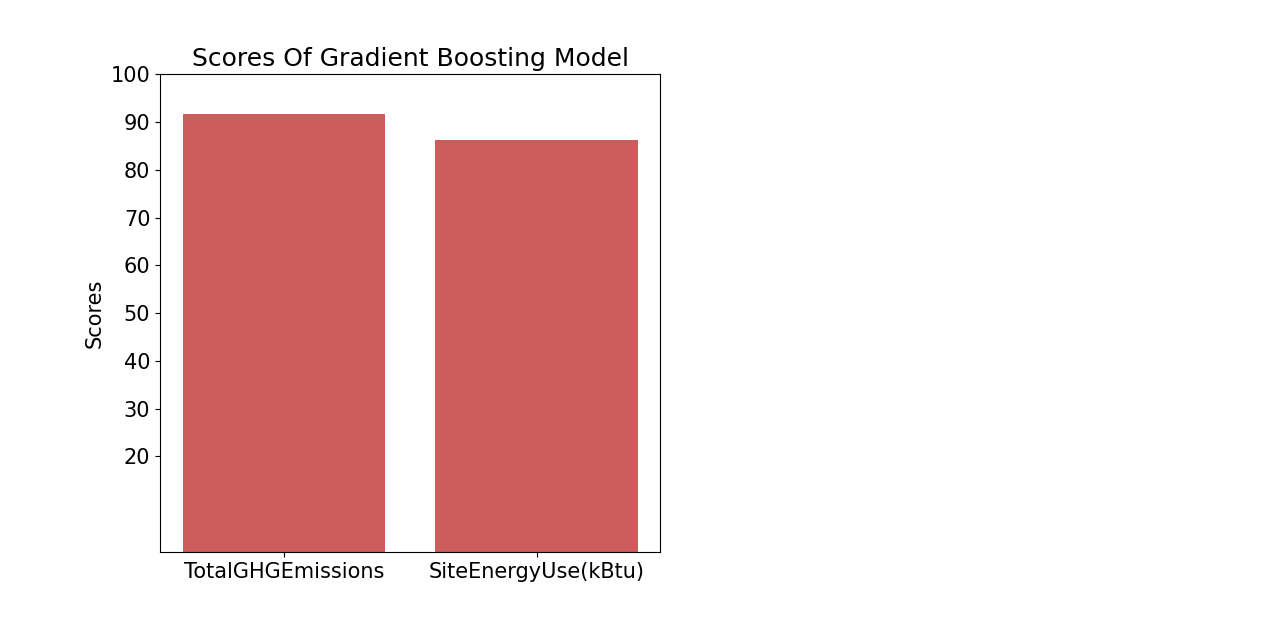 Scores Of Gradient Boosting Model
100
90
80
70
60
50
40
30
20
Scores
TotalGHGEmissions
SiteEnergyUse(kBtu)